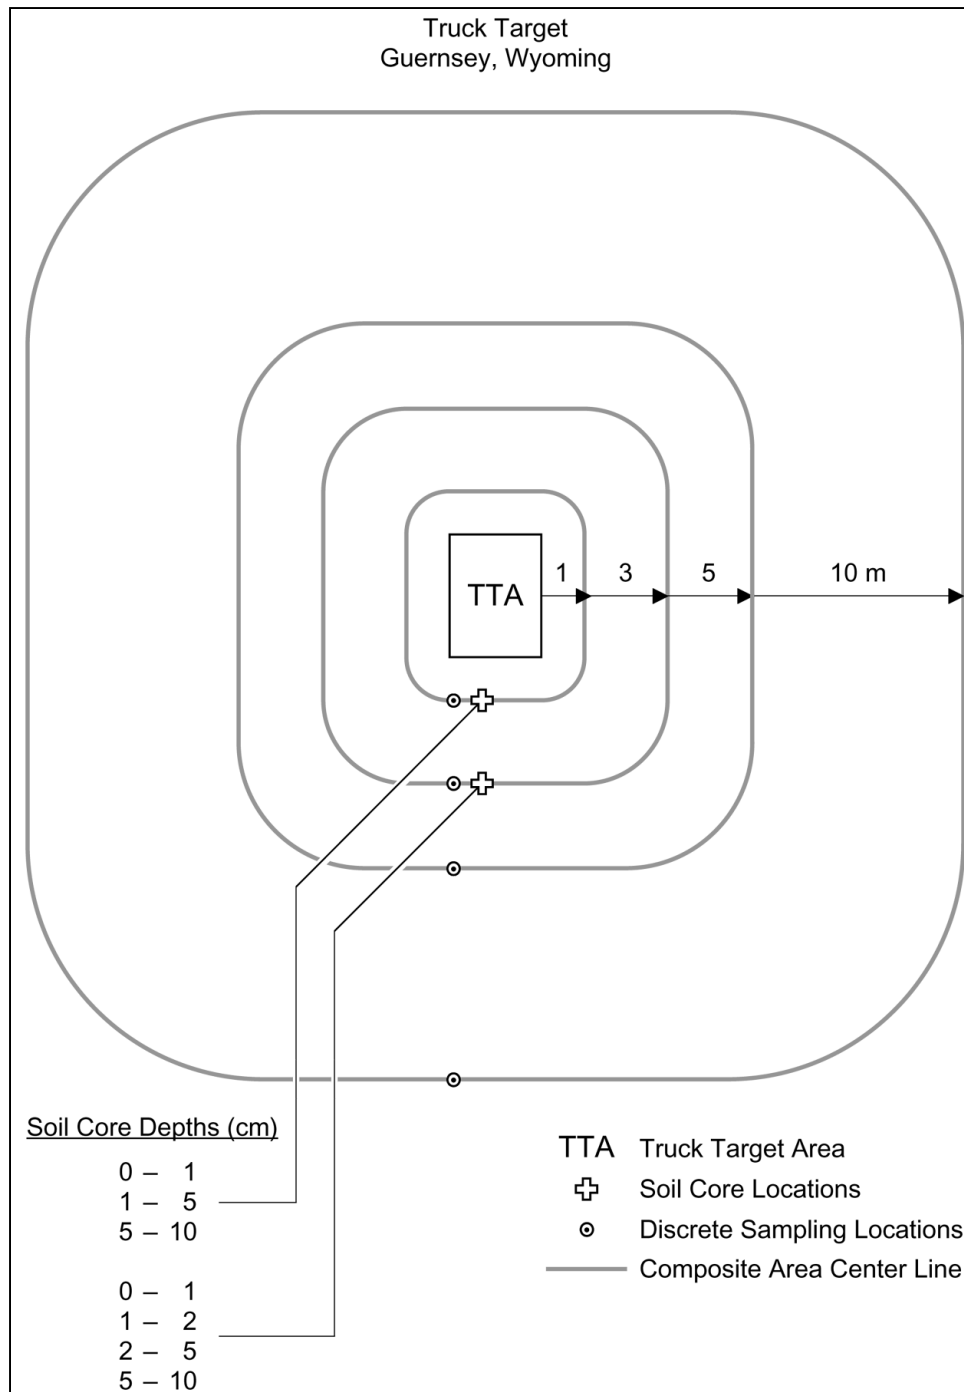 Truck Target
Guernsey, Wyoming
TTA
1
3
5
10 m
Soil Core Depths (cm)
0 – 1
1 – 5
5 – 10
0 – 1
1 – 2
2 – 5
5 – 10
TTA Truck Target Area
Soil Core Locations
Discrete Sampling Locations
Composite Area Center Line